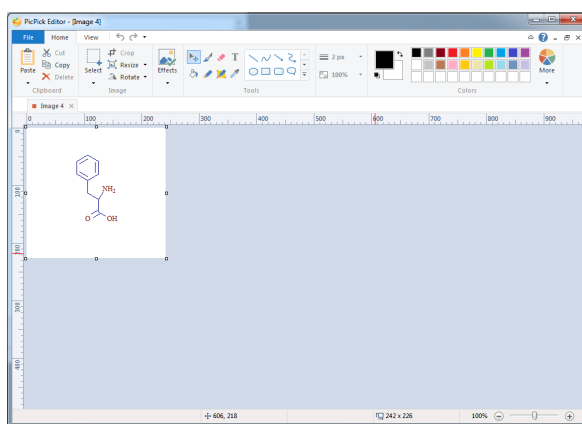 PicPick Editor - [Image 4]
File Home View
Paste
Cut
Copy
Delete
Clipboard
Select
Crop
Resize
Rotate
Image
Effects
T
Tools
2 px
100%
More
Colors
Image 4
0 100 200 300 400 500 600 700 800 900
0
100
200
300
400
NH2
O OH
606, 218
242 x 226
100%